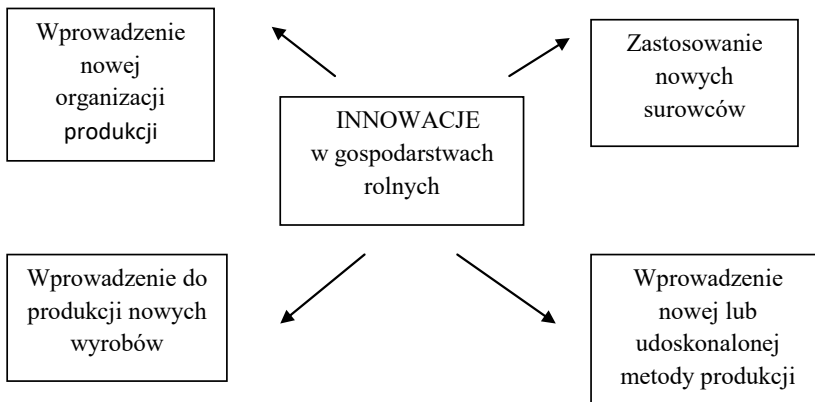 Wprowadzenie
nowej
organizacji
produkcji
Zastosowanie
nowych
surowców
INNOWACJE
w gospodarstwach
rolnych
Wprowadzenie do
produkcji nowych
wyrobów
Wprowadzenie
nowej lub
udoskonalonej
metody produkcji